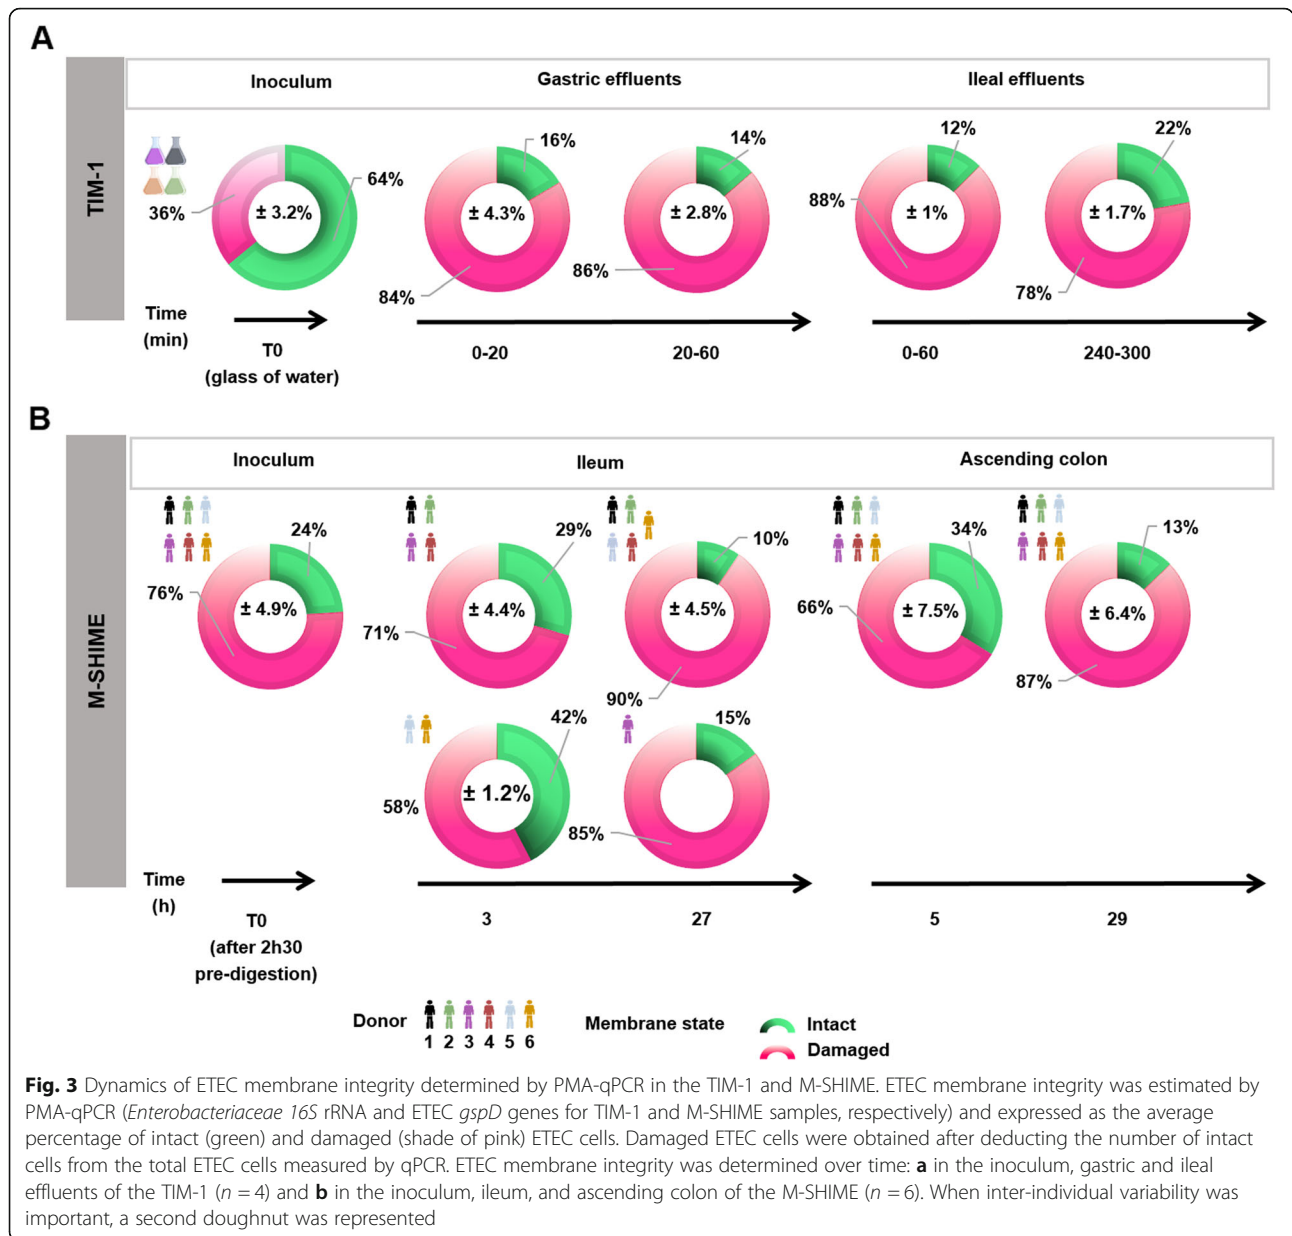 A
TIM-1
Inoculum
Gastric effluents
Ileal effluents
36%
64%
± 3.2%
16%
84%
± 4.3%
14%
86%
± 2.8%
12%
88%
± 1%
22%
78%
± 1.7%
Time
(min)
T0
(glass of water)
0-20
20-60
0-60
240-300
B
M-SHIME
Inoculum
Ileum
Ascending colon
24%
76%
± 4.9%
29%
71%
± 4.4%
10%
90%
± 4.5%
34%
66%
± 7.5%
13%
87%
± 6.4%
42%
58%
± 1.2%
15%
85%
Time
(h)
T0
(after 2h30
pre-digestion)
3
27
5
29
Donor
1 2 3 4 5 6
Membrane state
Intact
Damaged
Fig. 3 Dynamics of ETEC membrane integrity determined by PMA-qPCR in the TIM-1 and M-SHIME. ETEC membrane integrity was estimated by
PMA-qPCR (Enterobacteriaceae 16S rRNA and ETEC gspD genes for TIM-1 and M-SHIME samples, respectively) and expressed as the average
percentage of intact (green) and damaged (shade of pink) ETEC cells. Damaged ETEC cells were obtained after deducting the number of intact
cells from the total ETEC cells measured by qPCR. ETEC membrane integrity was determined over time: a in the inoculum, gastric and ileal
effluents of the TIM-1 (n = 4) and b in the inoculum, ileum, and ascending colon of the M-SHIME (n = 6). When inter-individual variability was
important, a second doughnut was represented